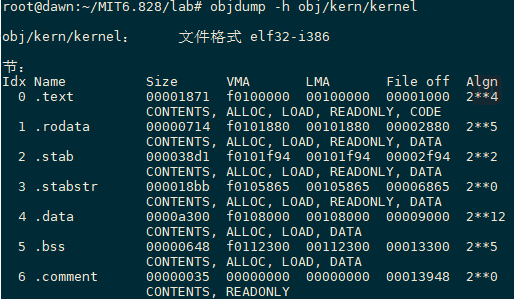 root@dawn:~/MIT6.828/lab# objdump -h obj/kern/kernel
obj/kern/kernel：     文件格式 elf32-i386
节：
Idx Name          Size      VMA       LMA       File off  Algn
  0 .text         00001871  f0100000  00100000  00001000  2**4
                  CONTENTS, ALLOC, LOAD, READONLY, CODE
  1 .rodata       00000714  f0101880  00101880  00002880  2**5
                  CONTENTS, ALLOC, LOAD, READONLY, DATA
  2 .stab         000038d1  f0101f94  00101f94  00002f94  2**2
                  CONTENTS, ALLOC, LOAD, READONLY, DATA
  3 .stabstr      000018bb  f0105865  00105865  00006865  2**0
                  CONTENTS, ALLOC, LOAD, READONLY, DATA
  4 .data         0000a300  f0108000  00108000  00009000  2**12
                  CONTENTS, ALLOC, LOAD, DATA
  5 .bss          00000648  f0112300  00112300  00013300  2**5
                  CONTENTS, ALLOC, LOAD, DATA
  6 .comment      00000035  00000000  00000000  00013948  2**0
                  CONTENTS, READONLY